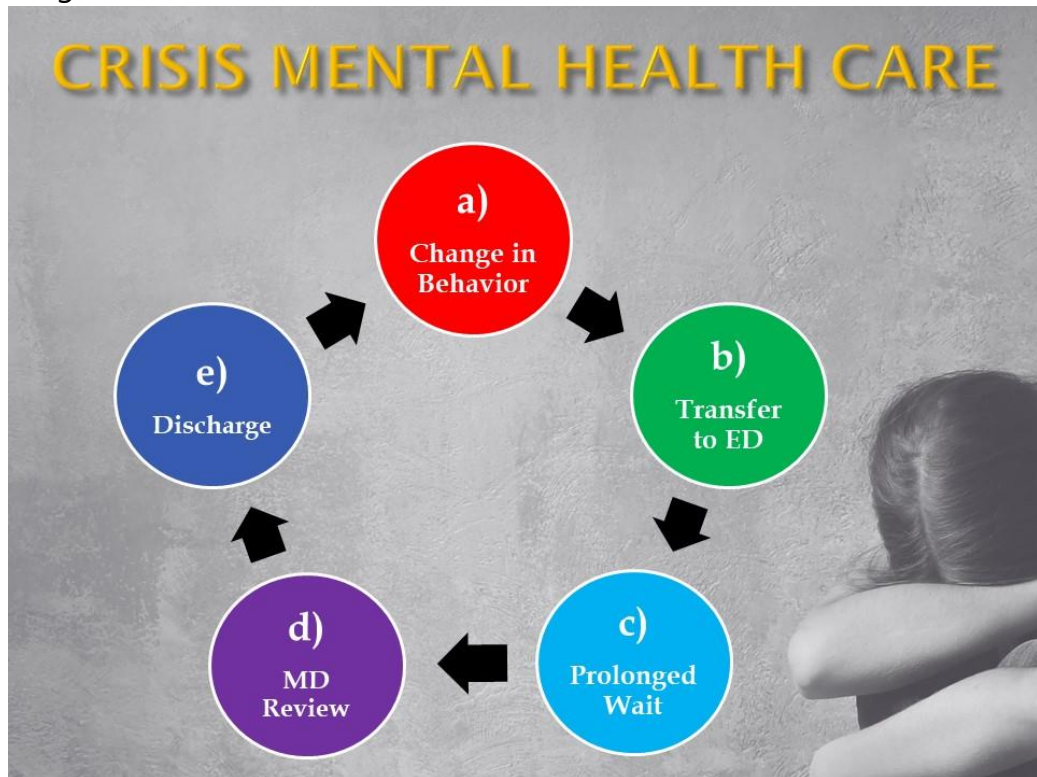 CRISIS MENTAL HEALTH CARE
a)
Change in
Behavior
b)
Transfer
to ED
c)
Prolonged
Wait
d)
MD
Review
e)
Discharge